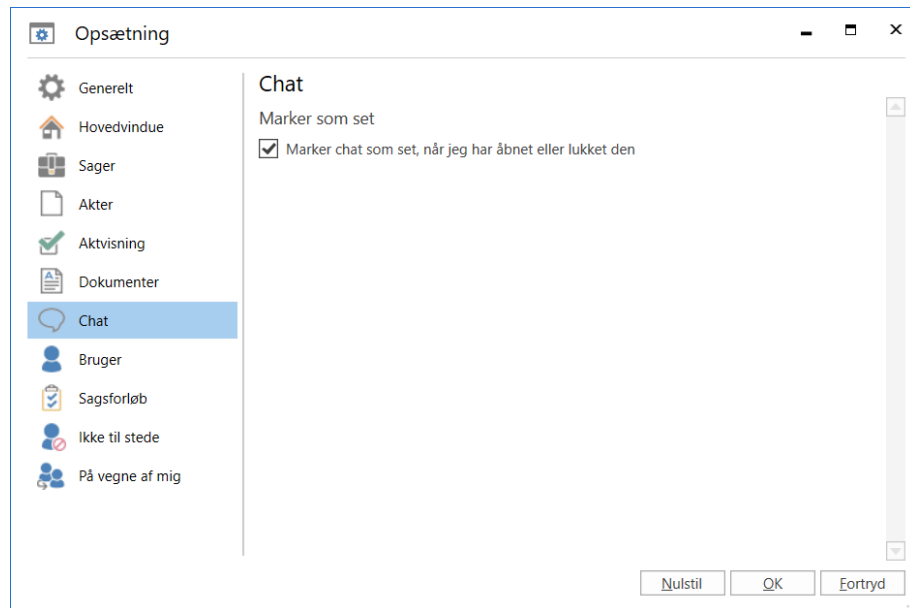 Opsætning
Generelt
Hovedvindue
Sager
Akter
Aktvisning
Dokumenter
Chat
Bruger
Sagsforløb
Ikke til stede
På vegne af mig
Chat
Marker som set
Marker chat som set, når jeg har åbnet eller lukket den
Nulstil
OK
Fortryd